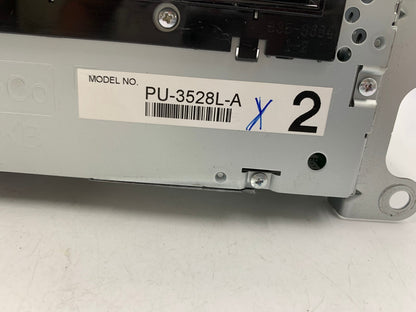 MODEL NO. PU-3528L-A X 2